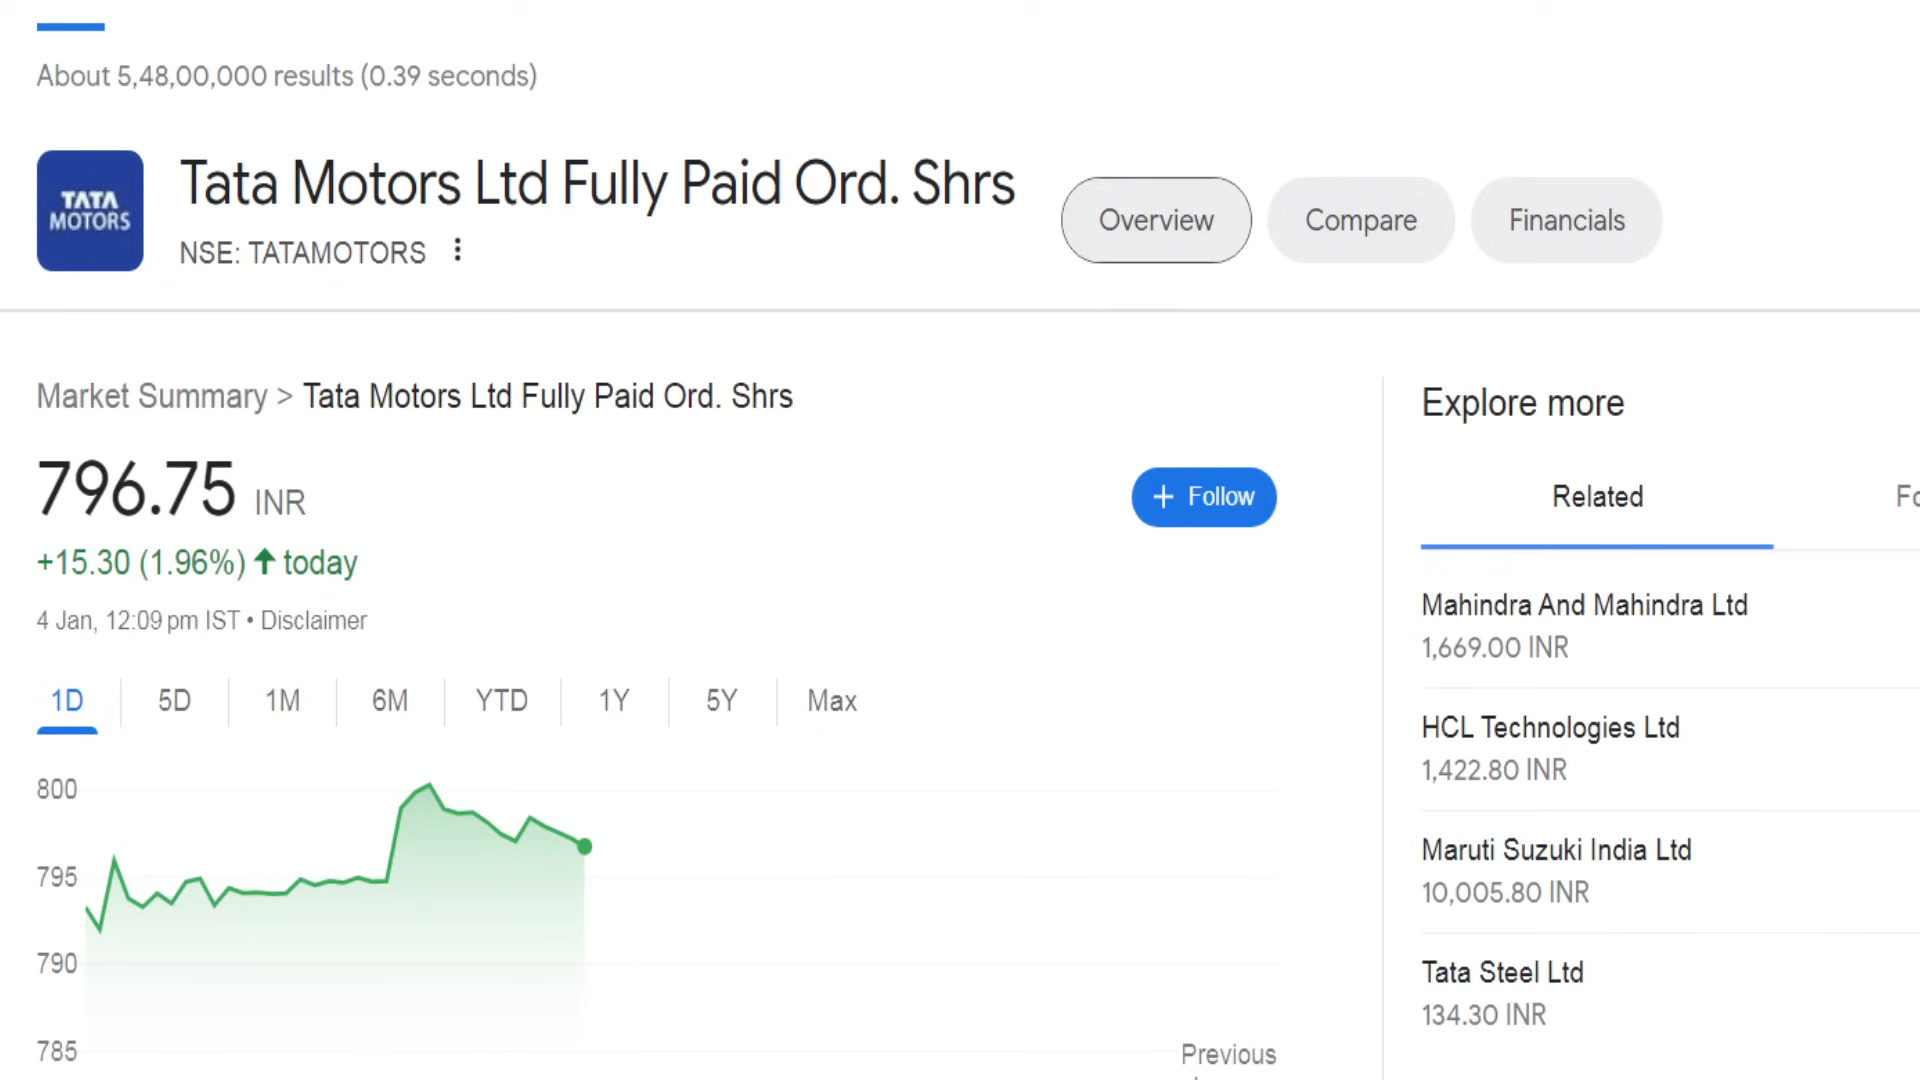 About 5,48,00,000 results (0.39 seconds)
TATA
MOTORS
Tata Motors Ltd Fully Paid Ord. Shrs
NSE: TATAMOTORS
Overview
Compare
Financials
Market Summary > Tata Motors Ltd Fully Paid Ord. Shrs
796.75 INR
+ Follow
+15.30 (1.96%) ↑ today
4 Jan, 12:09 pm IST • Disclaimer
1D 5D 1M 6M YTD 1Y 5Y Max
800
795
790
785
Previous
Explore more
Related
Mahindra And Mahindra Ltd
1,669.00 INR
HCL Technologies Ltd
1,422.80 INR
Maruti Suzuki India Ltd
10,005.80 INR
Tata Steel Ltd
134.30 INR